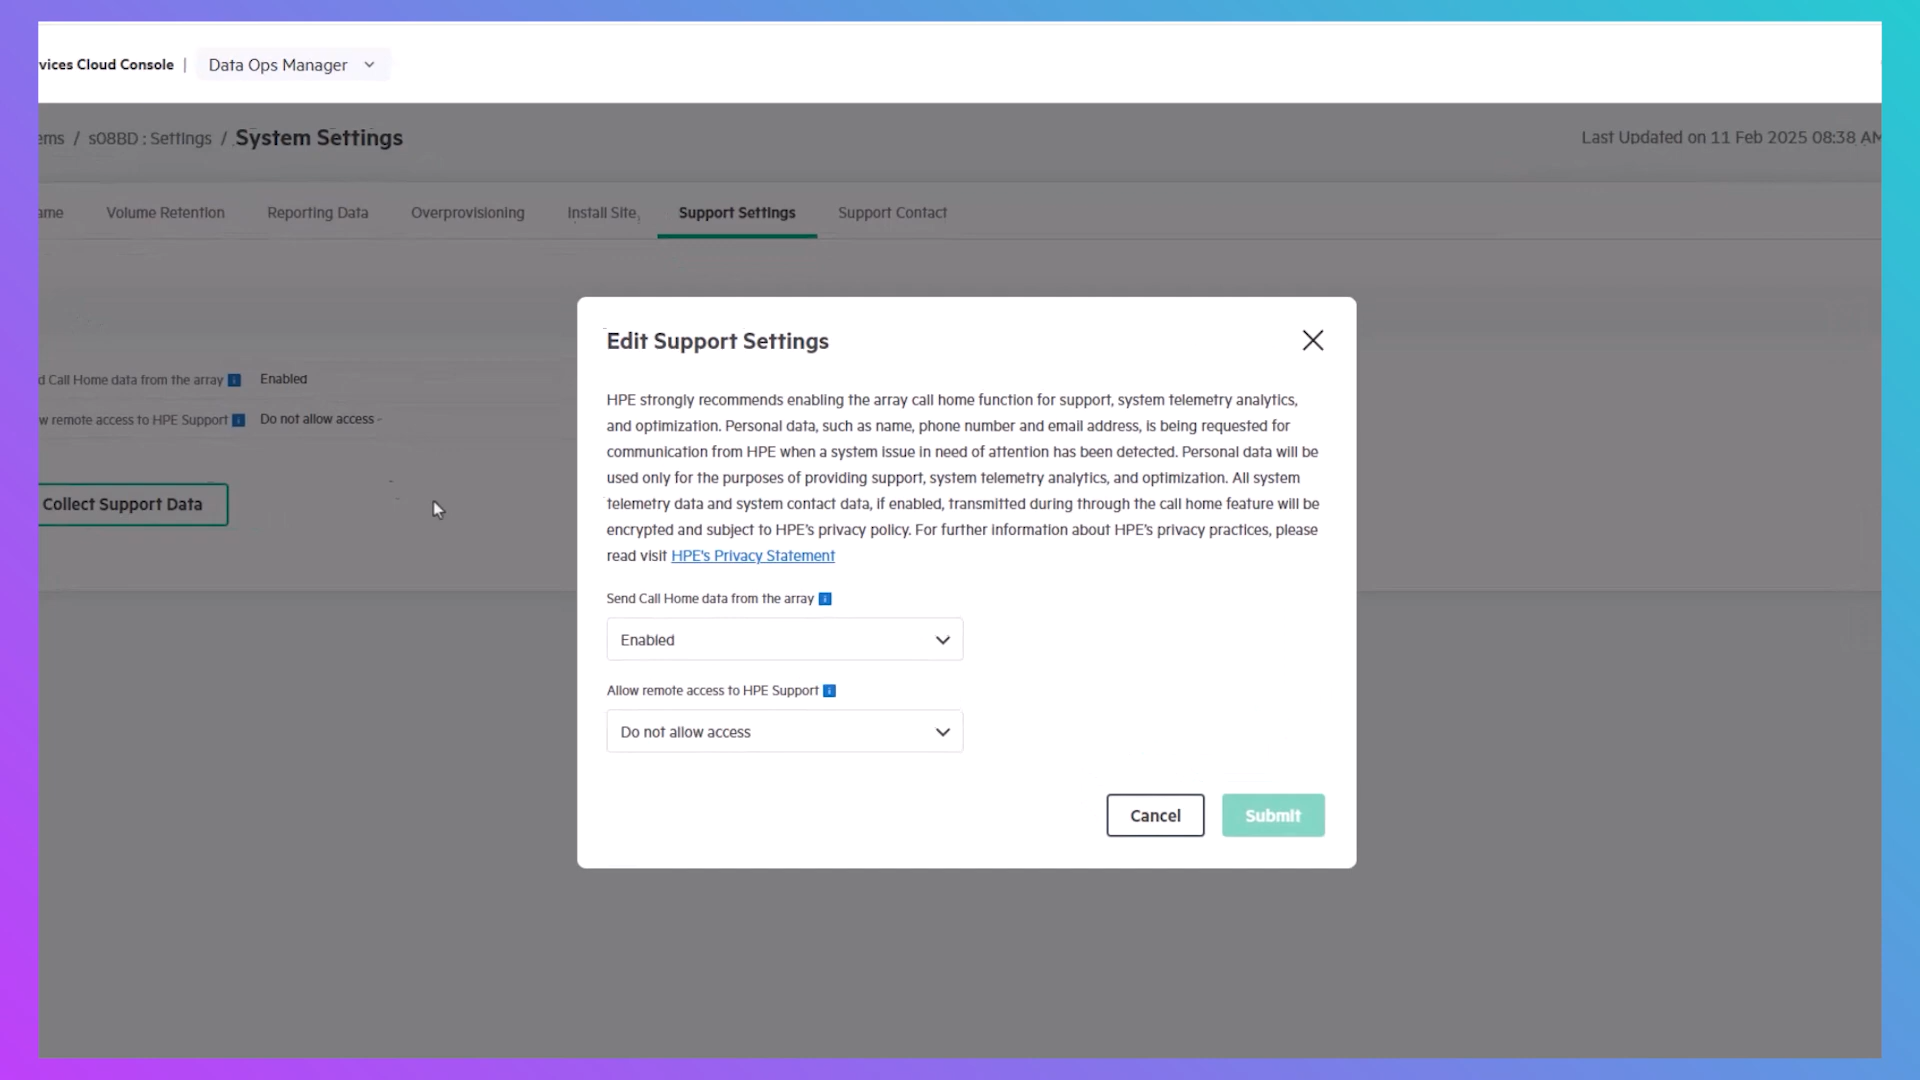 vices Cloud Console | Data Ops Manager
ems / s08BD : Settings / System Settings
Last Updated on 11 Feb 2025 08:38 AM
ame Volume Retention Reporting Data Overprovisioning Install Site Support Settings Support Contact
d Call Home data from the array i Enabled
w remote access to HPE Support i Do not allow access -
Collect Support Data
Edit Support Settings
HPE strongly recommends enabling the array call home function for support, system telemetry analytics,
and optimization. Personal data, such as name, phone number and email address, is being requested for
communication from HPE when a system issue in need of attention has been detected. Personal data will be
used only for the purposes of providing support, system telemetry analytics, and optimization. All system
telemetry data and system contact data, if enabled, transmitted during through the call home feature will be
encrypted and subject to HPE's privacy policy. For further information about HPE's privacy practices, please
read visit HPE's Privacy Statement
Send Call Home data from the array i
Enabled
Allow remote access to HPE Support i
Do not allow access
Cancel Submit